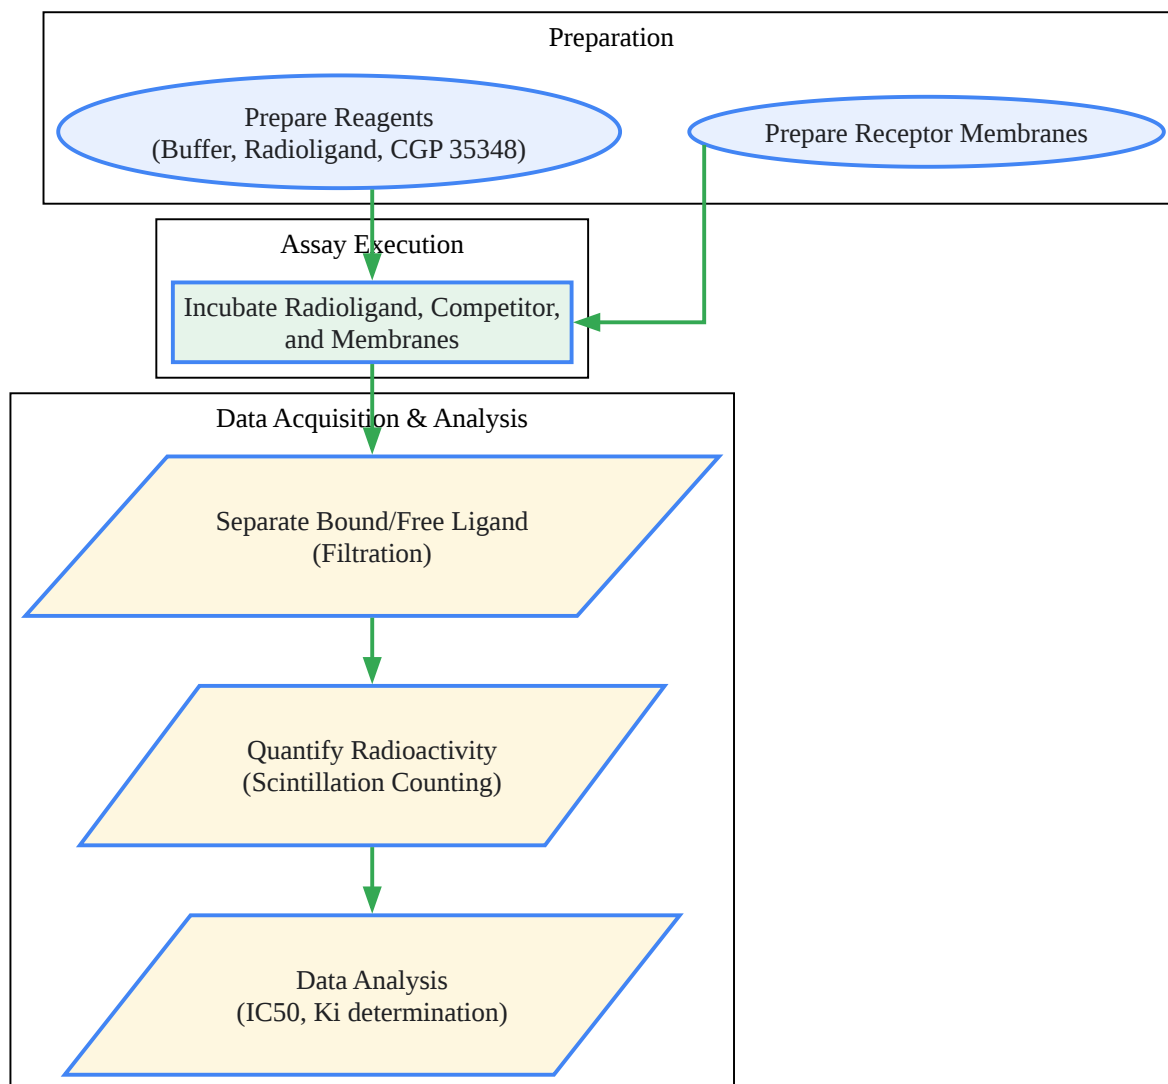 Preparation
Prepare Reagents
(Buffer, Radioligand, CGP 35348)
Prepare Receptor Membranes
Assay Execution
Incubate Radioligand, Competitor,
and Membranes
Data Acquisition & Analysis
Separate Bound/Free Ligand
(Filtration)
Quantify Radioactivity
(Scintillation Counting)
Data Analysis
(IC50, Ki determination)